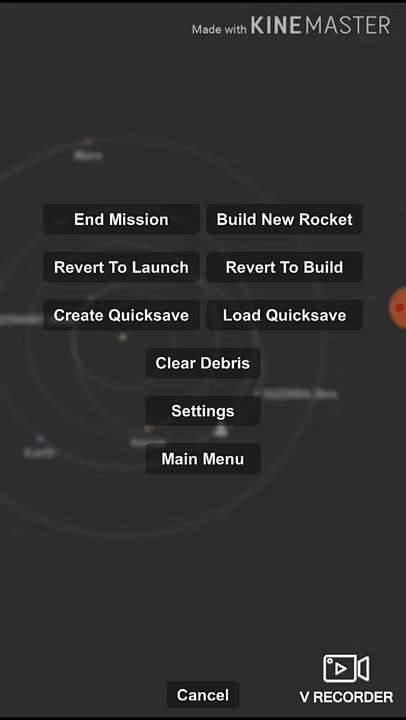 Made with KINEMASTER
Mars
End Mission Build New Rocket
Revert To Launch Revert To Build
Create Quicksave Load Quicksave
Clear Debris
Settings
Earth
Main Menu
V RECORDER
Cancel